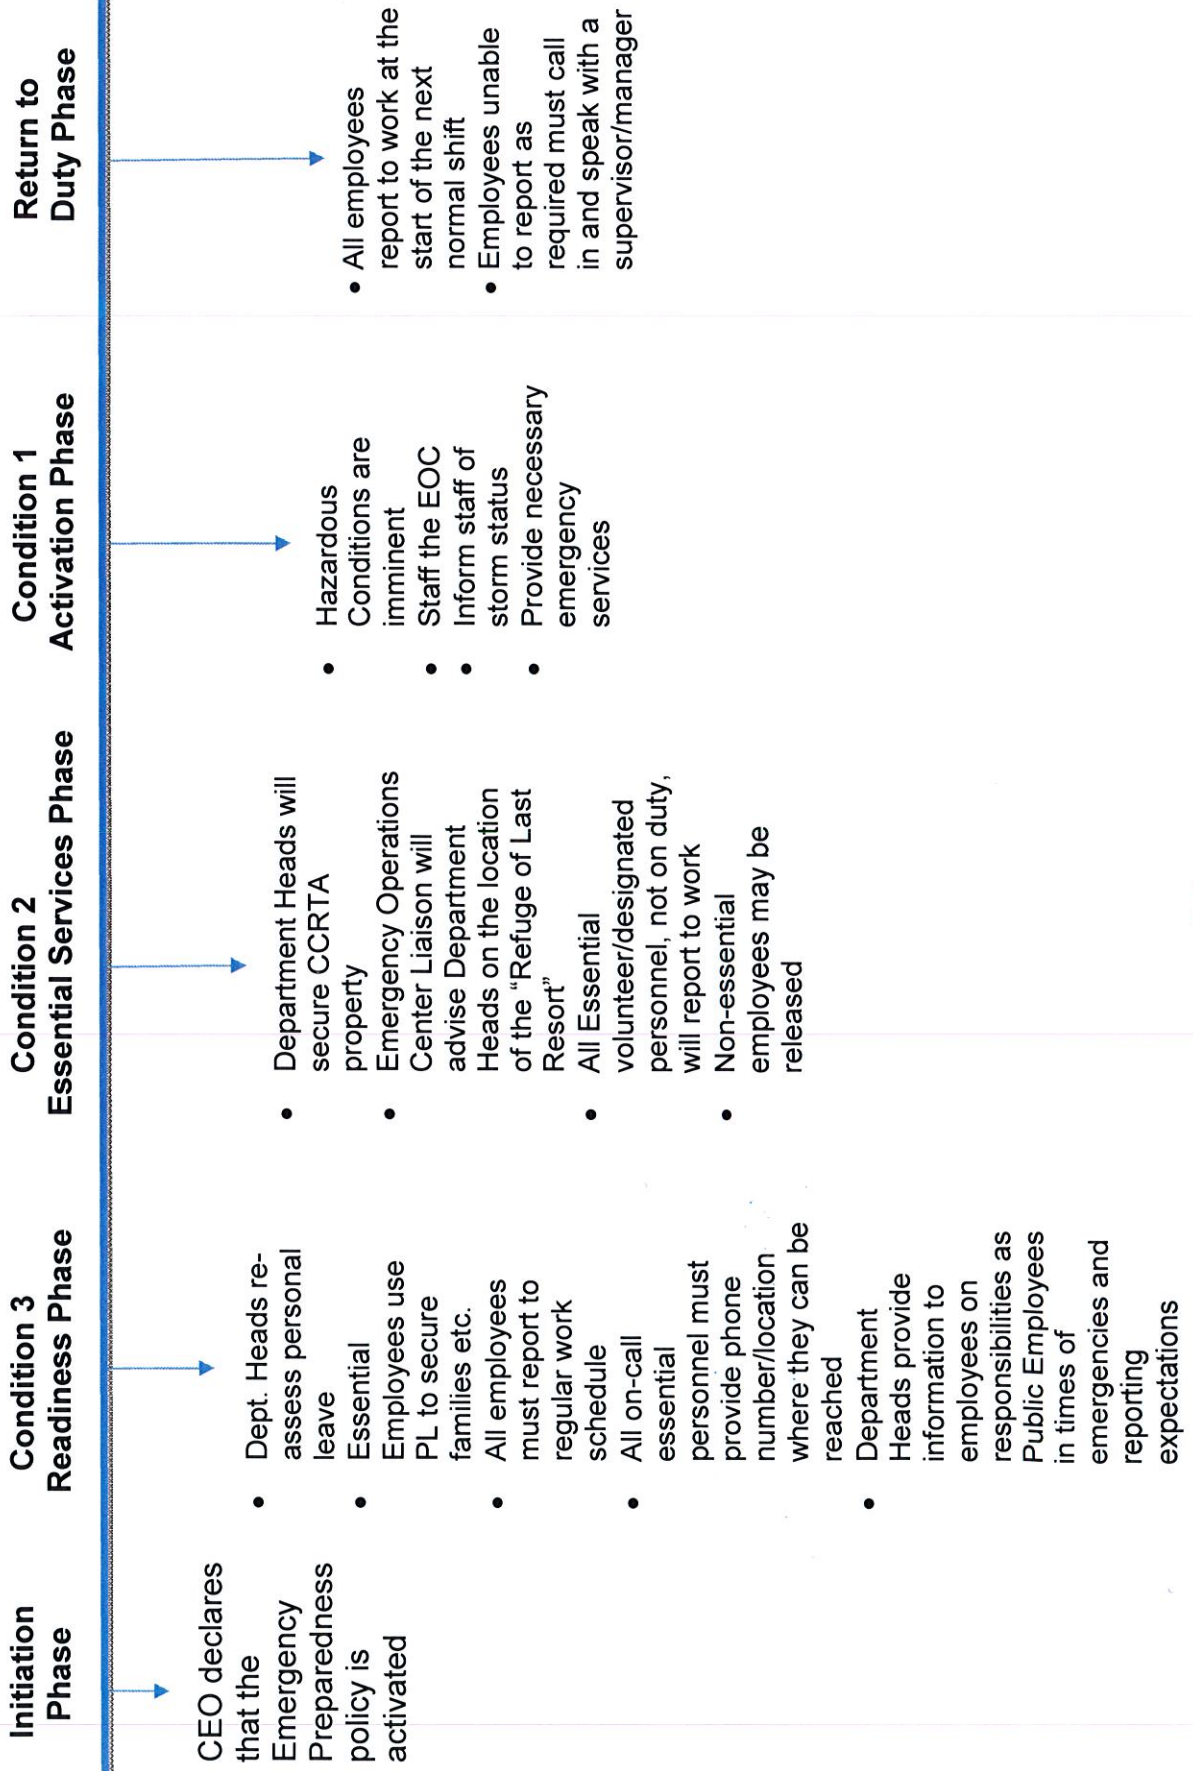 Initiation
Phase
CEO declares
that the
Emergency
Preparedness
policy is
activated
Condition 3
Readiness Phase
• Dept. Heads re-
assess personal
leave
• Essential
Employees use
PL to secure
families etc.
• All employees
must report to
regular work
schedule
• All on-call
essential
personnel must
provide phone
number/location
where they can be
reached
• Department
Heads provide
information to
employees on
responsibilities as
Public Employees
in times of
emergencies and
reporting
expectations
Condition 2
Essential Services Phase
• Department Heads will
secure CCRTA
property
• Emergency Operations
Center Liaison will
advise Department
Heads on the location
of the “Refuge of Last
Resort”
• All Essential
volunteer/designated
personnel, not on duty,
will report to work
• Non-essential
employees may be
released
Condition 1
Activation Phase
• Hazardous
Conditions are
imminent
• Staff the EOC
• Inform staff of
storm status
• Provide necessary
emergency
services
Return to
Duty Phase
• All employees
report to work at the
start of the next
normal shift
• Employees unable
to report as
required must call
in and speak with a
supervisor/manager